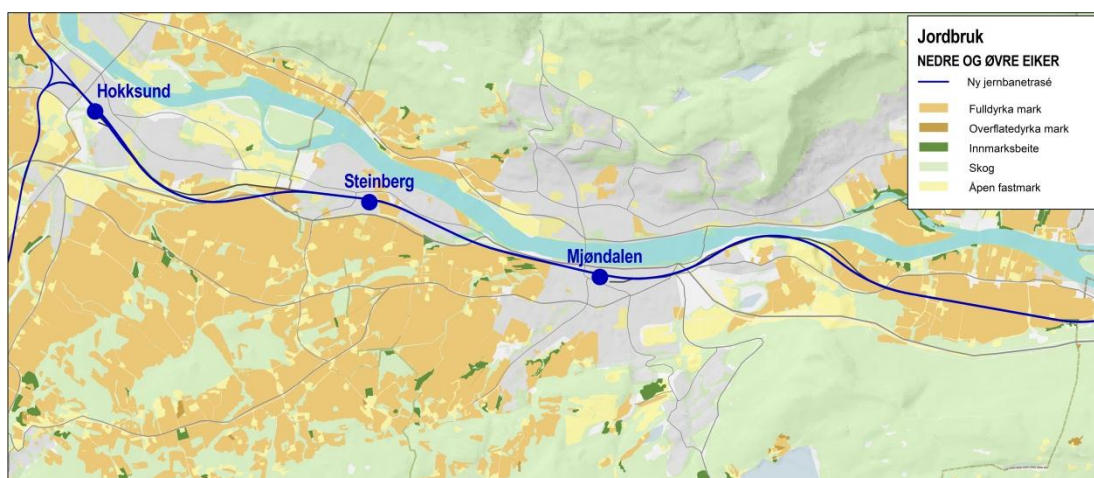 Jordbruk
NEDRE OG ØVRE EIKER
Ny jernbanetrasé
Fulldyrka mark
Overflatedyrka mark
Innmarksbeite
Skog
Åpen fastmark
Hokksund
Steinberg
Mjøndalen